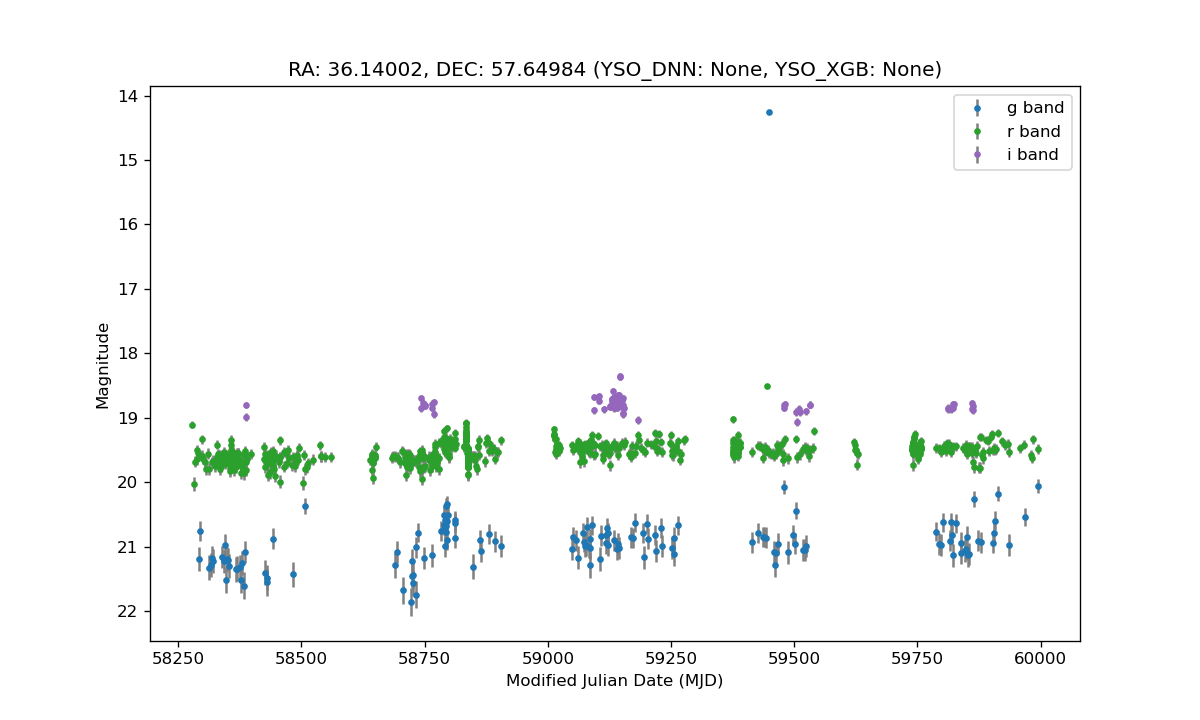 RA: 36.14002, DEC: 57.64984 (YSO_DNN: None, YSO_XGB: None)
g band
r band
i band
Magnitude
14
15
16
17
18
19
20
21
22
58250 58500 58750 59000 59250 59500 59750 60000
Modified Julian Date (MJD)